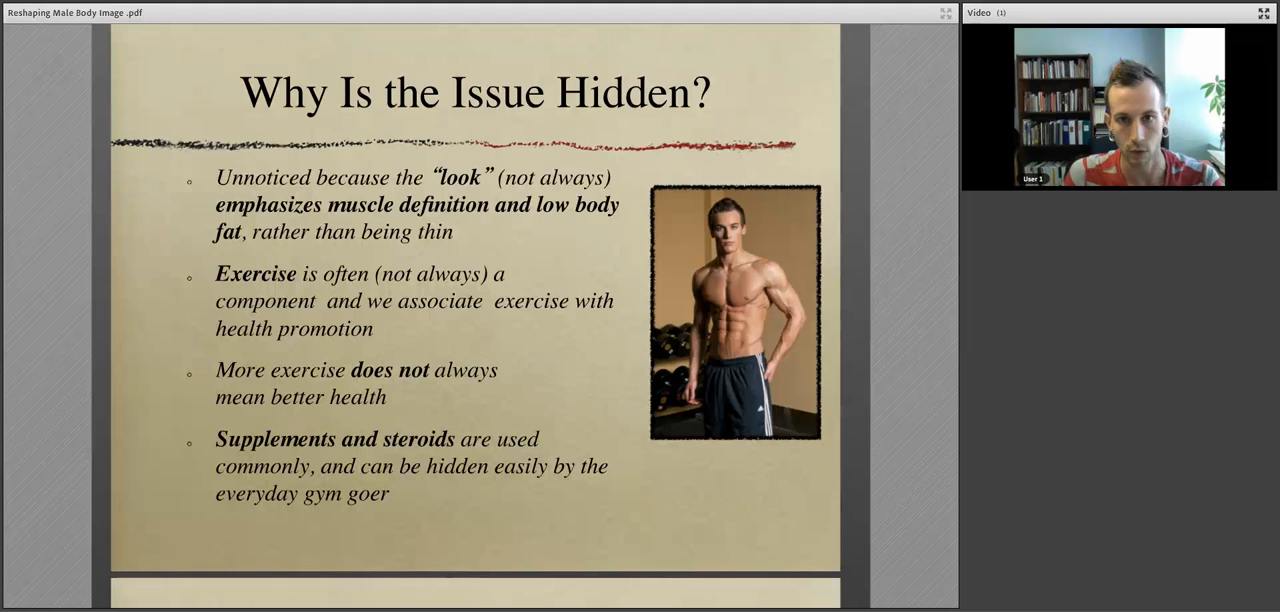 Reshaping Male Body Image .pdf
Video (1)
Why Is the Issue Hidden?
Unnoticed because the “look” (not always)
emphasizes muscle definition and low body
fat, rather than being thin
Exercise is often (not always) a
component and we associate exercise with
health promotion
More exercise does not always
mean better health
Supplements and steroids are used
commonly, and can be hidden easily by the
everyday gym goer
User 1